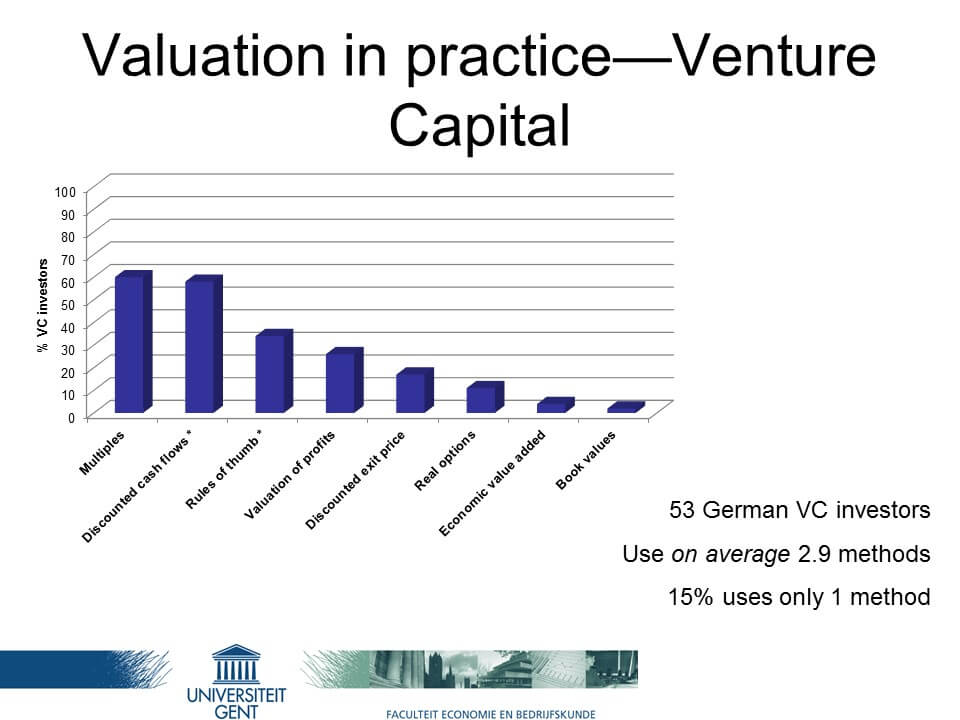 Valuation in practice—Venture
Capital
100
90
80
70
60
50
40
30
20
10
0
% VC investors
Multiples
Discounted cash flows *
Rules of thumb *
Valuation of profits
Discounted exit price
Real options
Economic value added
Book values
53 German VC investors
Use on average 2.9 methods
15% uses only 1 method
UNIVERSITEIT
GENT
FACULTEIT ECONOMIE EN BEDRIJFSKUNDE